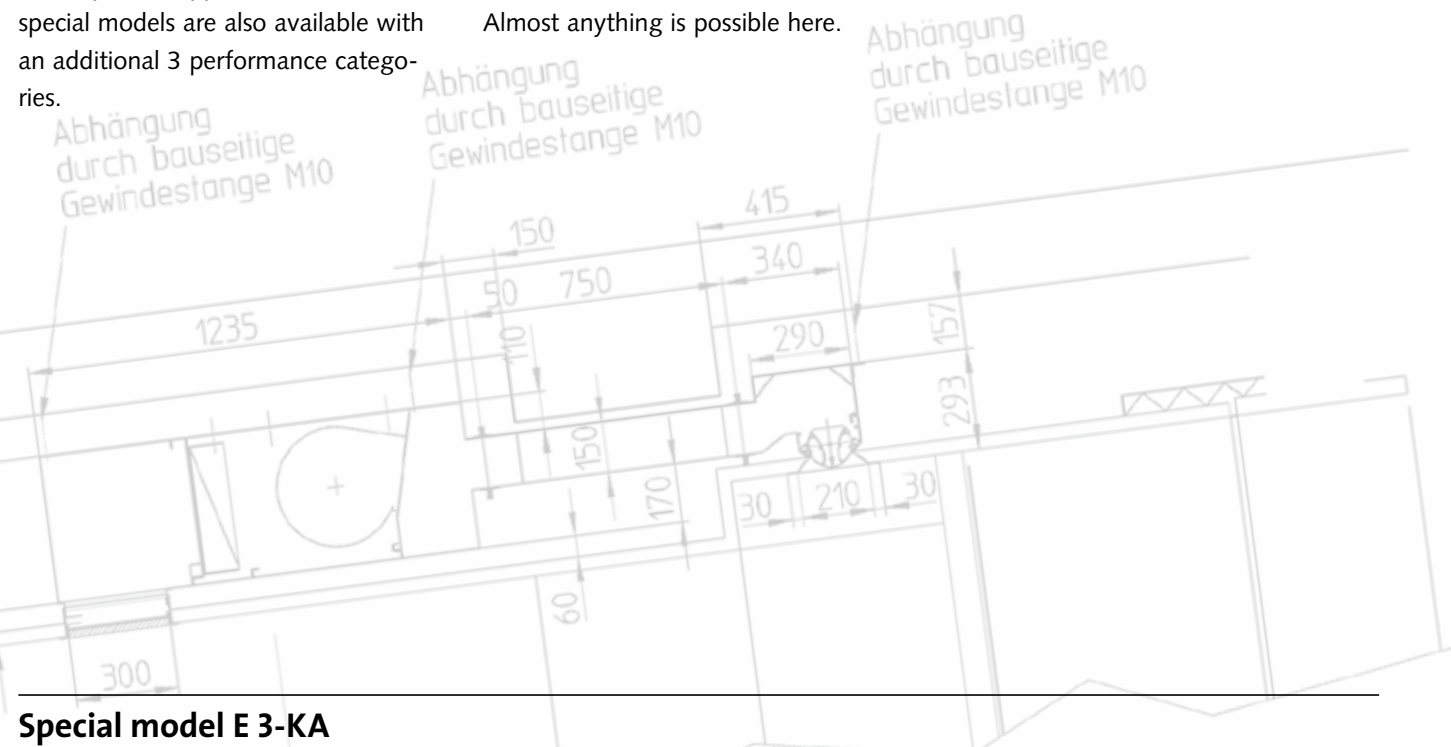 special models are also available with
an additional 3 performance catego-
ries.
Almost anything is possible here.
Abhängung
durch bauseitige
Gewindestange M10
Abhängung
durch bauseitige
Gewindestange M10
Abhängung
durch bauseitige
Gewindestange M10
415
150
340
50
750
1235
110
290
157
293
150
170
30
210
30
60
300
Special model E 3-KA